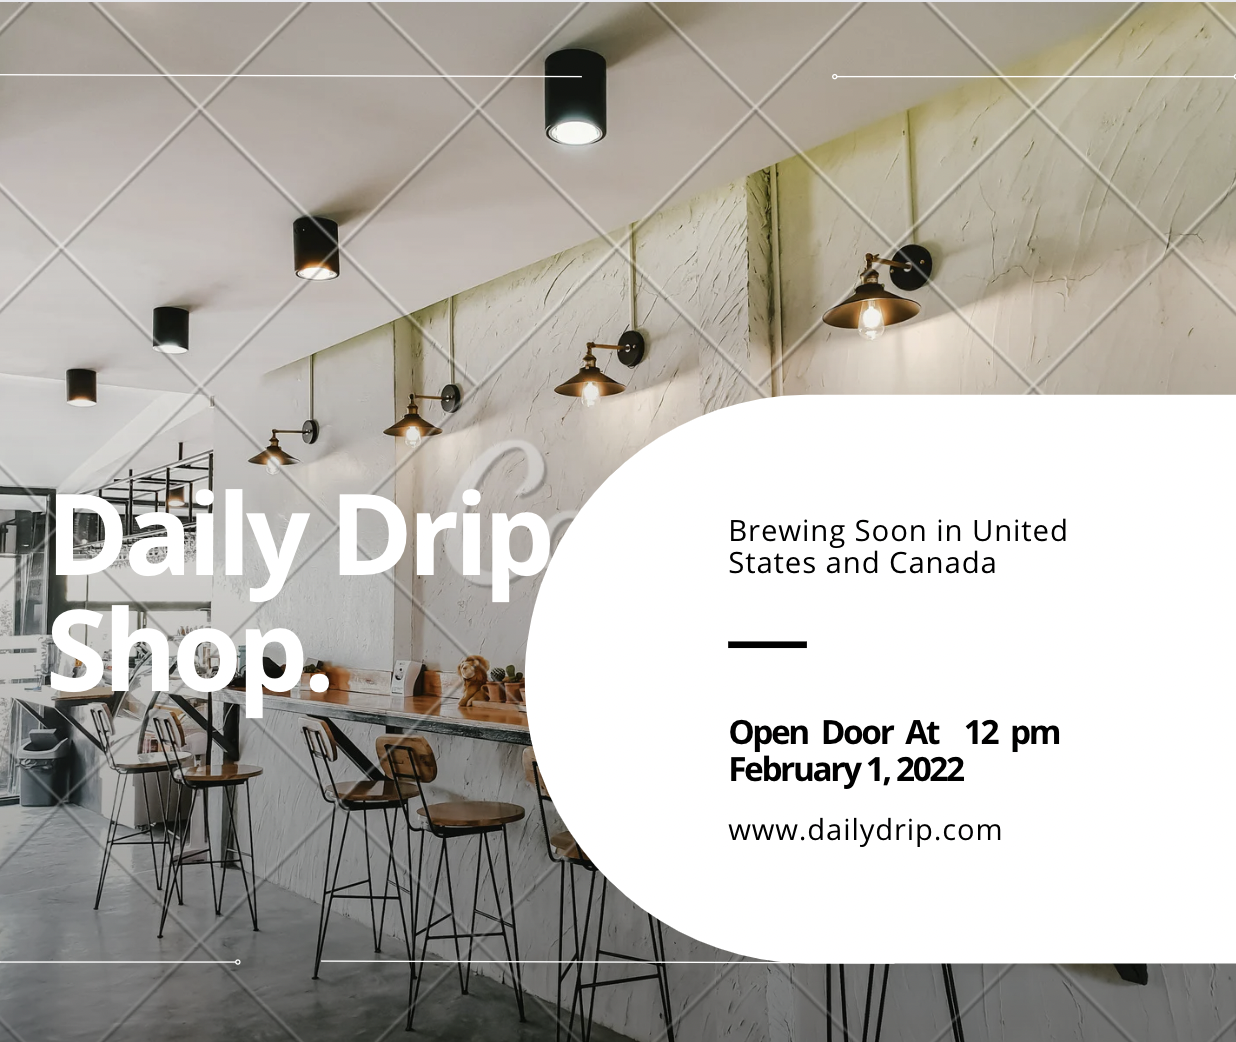 Daily Drip
Shop.
Brewing Soon in United
States and Canada
Open Door At 12 pm
February 1, 2022
www.dailydrip.com